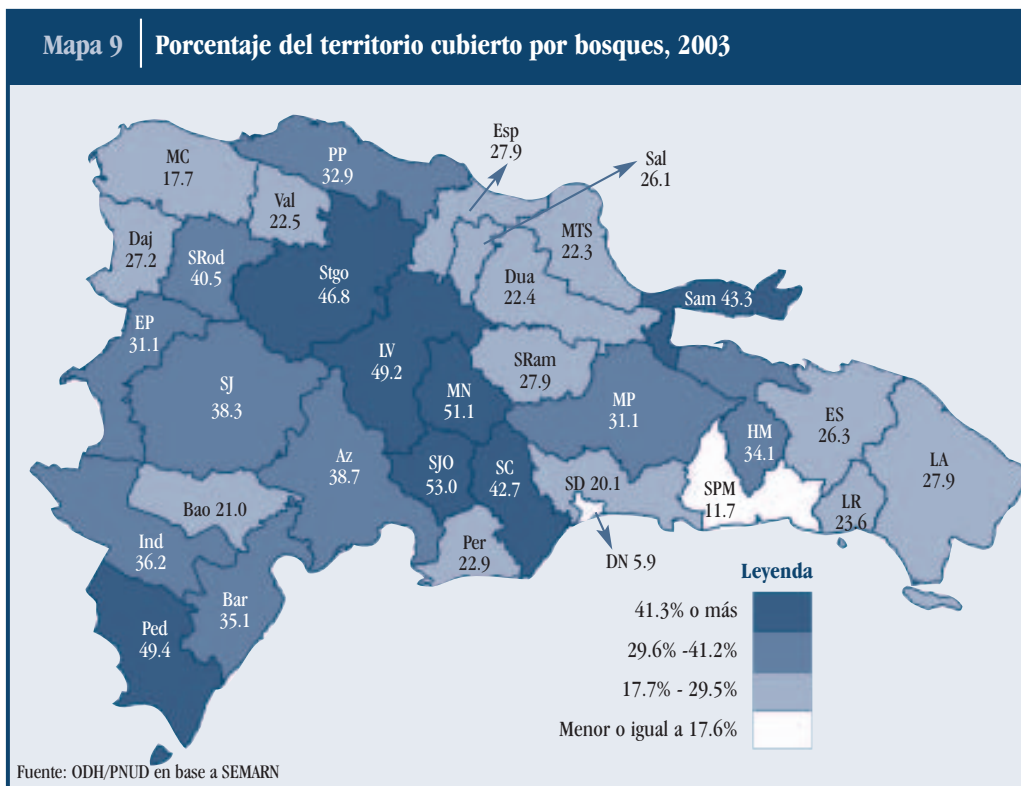 Mapa 9 Porcentaje del territorio cubierto por bosques, 2003
Esp
27.9
Sal
26.1
MC
17.7
PP
32.9
Val
22.5
Daj
27.2
SRod
40.5
Stgo
46.8
MTS
22.3
Dua
22.4
Sam 43.3
EP
31.1
SJ
38.3
LV
49.2
MN
51.1
SRam
27.9
MP
31.1
HM
34.1
ES
26.3
LA
27.9
Az
38.7
SJO
53.0
SC
42.7
SD 20.1
SPM
11.7
LR
23.6
Bao 21.0
Per
22.9
DN 5.9
Ind
36.2
Bar
35.1
Ped
49.4
Leyenda
41.3% o más
29.6% -41.2%
17.7% - 29.5%
Menor o igual a 17.6%
Fuente: ODH/PNUD en base a SEMARN